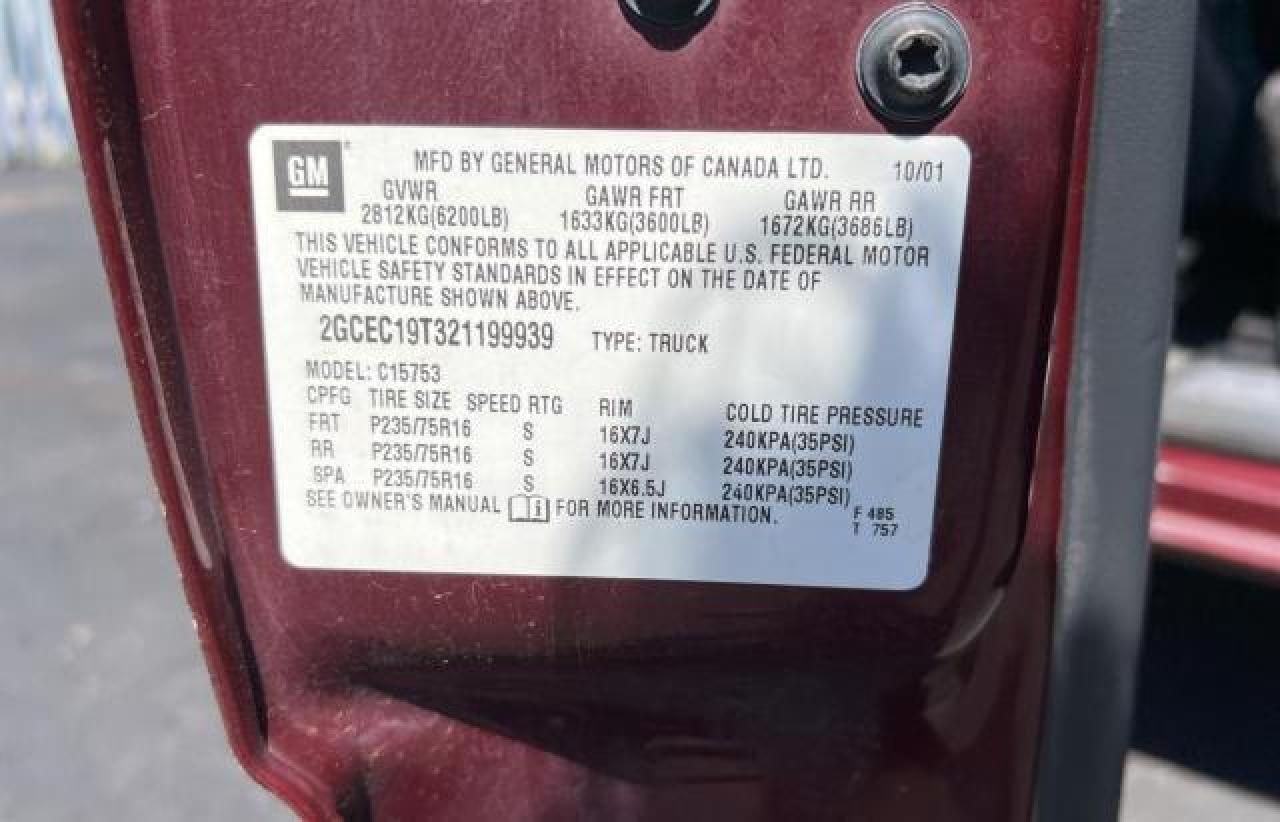 GM MFD BY GENERAL MOTORS OF CANADA LTD. 10/01
GVWR GAWR FRT GAWR RR
2812KG(6200LB) 1633KG(3600LB) 1672KG(3686LB)
THIS VEHICLE CONFORMS TO ALL APPLICABLE U.S. FEDERAL MOTOR
VEHICLE SAFETY STANDARDS IN EFFECT ON THE DATE OF
MANUFACTURE SHOWN ABOVE.
2GCEC19T321199939 TYPE: TRUCK
MODEL: C15753
CPFG TIRE SIZE SPEED RTG RIM COLD TIRE PRESSURE
FRT P235/75R16 S 16X7J 240KPA(35PSI)
RR P235/75R16 S 16X7J 240KPA(35PSI)
SPA P235/75R16 S 16X6.5J 240KPA(35PSI)
SEE OWNER'S MANUAL i FOR MORE INFORMATION.
F 485
T 757